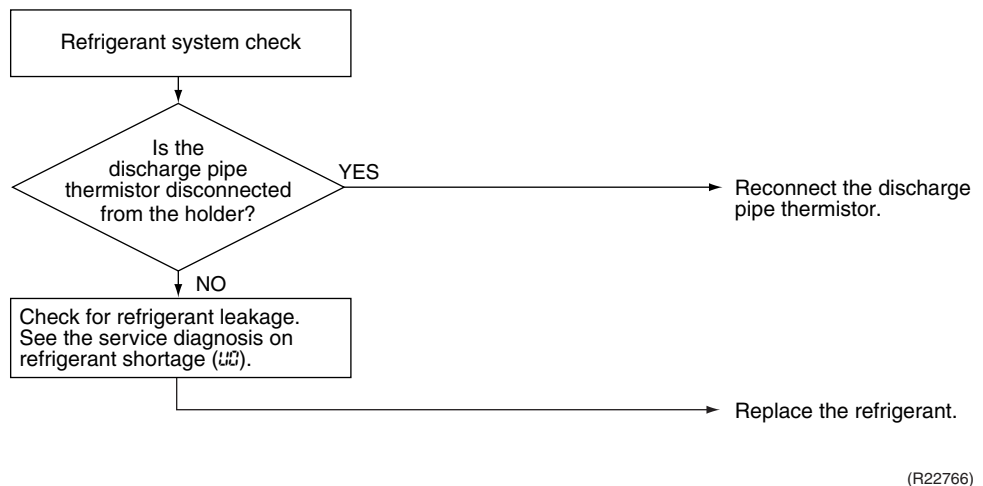 Refrigerant system check
Is the
discharge pipe
thermistor disconnected
from the holder?
YES
Reconnect the discharge
pipe thermistor.
NO
Check for refrigerant leakage.
See the service diagnosis on
refrigerant shortage (U0).
Replace the refrigerant.
(R22766)